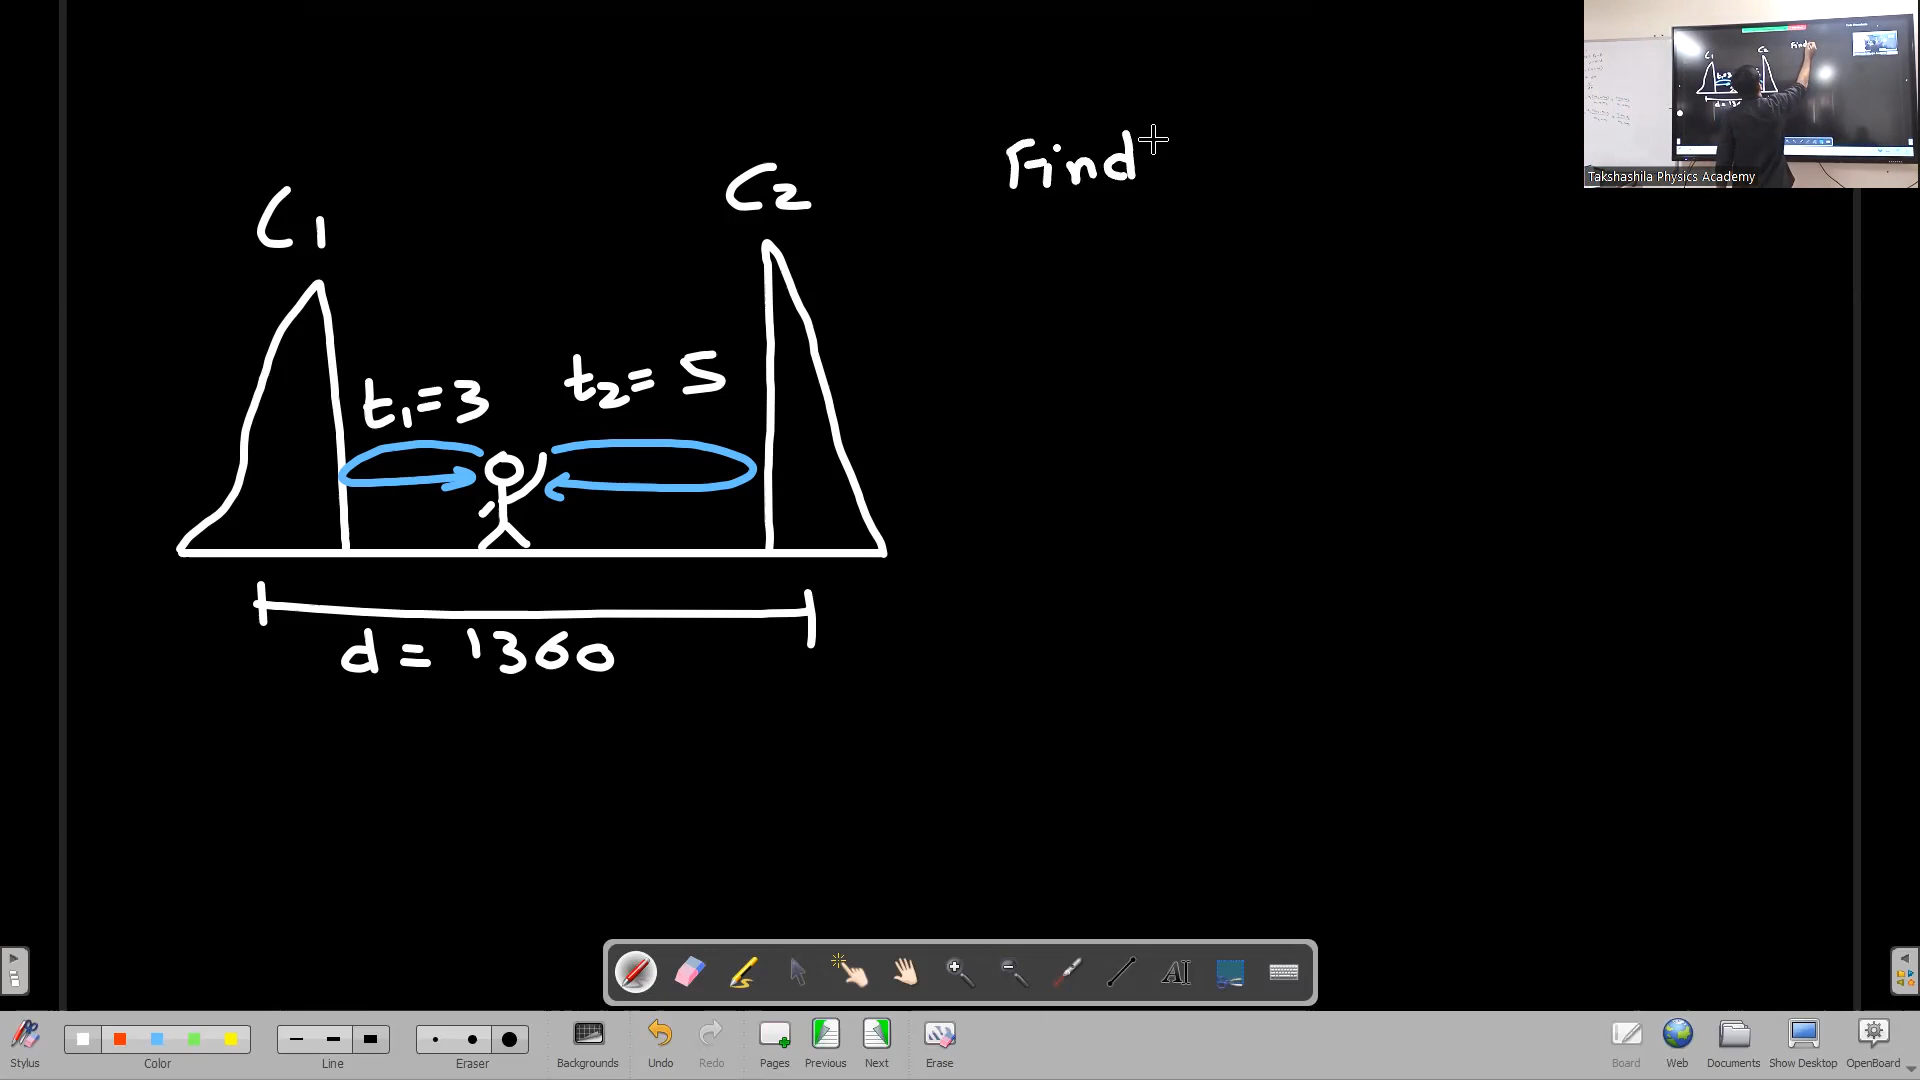 C1
C2
Find
t1=3
t2= 5
d = 1360
Takshashila Physics Academy
Stylus
Color
Line
Eraser
Backgrounds
Undo
Redo
Pages
Previous
Next
Erase
Board
Web
Documents
Show Desktop
OpenBoard
AI